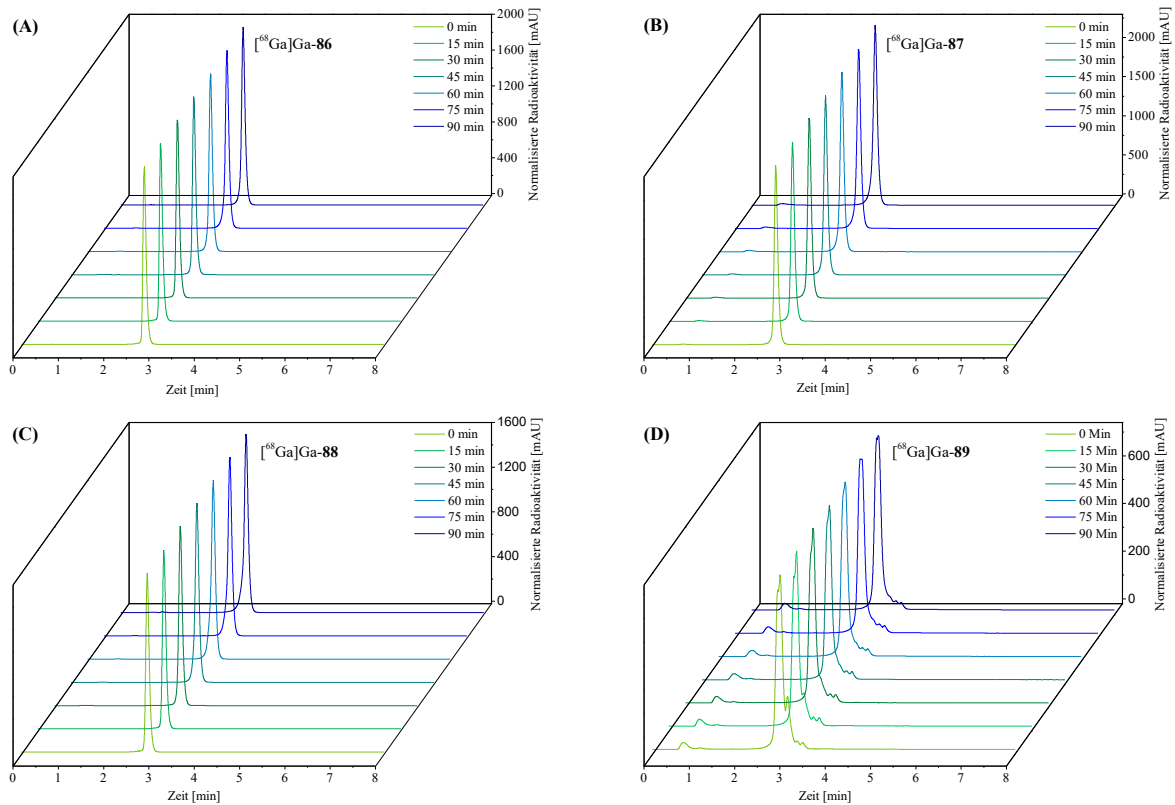 (A)
[⁶⁸Ga]Ga-86
0 min
15 min
30 min
45 min
60 min
75 min
90 min
2000
1600
1200
800
400
0
Normalisierte Radioaktivität [mAU]
0 1 2 3 4 5 6 7 8
Zeit [min]
(B)
[⁶⁸Ga]Ga-87
0 min
15 min
30 min
45 min
60 min
75 min
90 min
2000
1500
1000
500
0
Normalisierte Radioaktivität [mAU]
0 1 2 3 4 5 6 7 8
Zeit [min]
(C)
[⁶⁸Ga]Ga-88
0 min
15 min
30 min
45 min
60 min
75 min
90 min
1600
1200
800
400
0
Normalisierte Radioaktivität [mAU]
0 1 2 3 4 5 6 7 8
Zeit [min]
(D)
[⁶⁸Ga]Ga-89
0 Min
15 Min
30 Min
45 Min
60 Min
75 Min
90 Min
600
400
200
0
Normalisierte Radioaktivität [mAU]
0 1 2 3 4 5 6 7 8
Zeit [min]